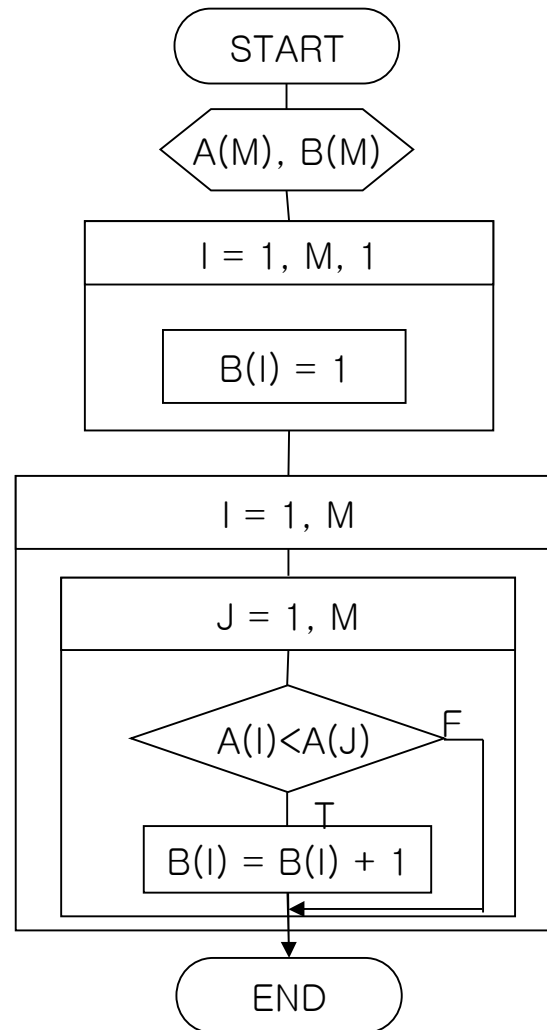 START
A(M), B(M)
I = 1, M, 1
B(I) = 1
I = 1, M
J = 1, M
A(I)<A(J)
F
T
B(I) = B(I) + 1
END